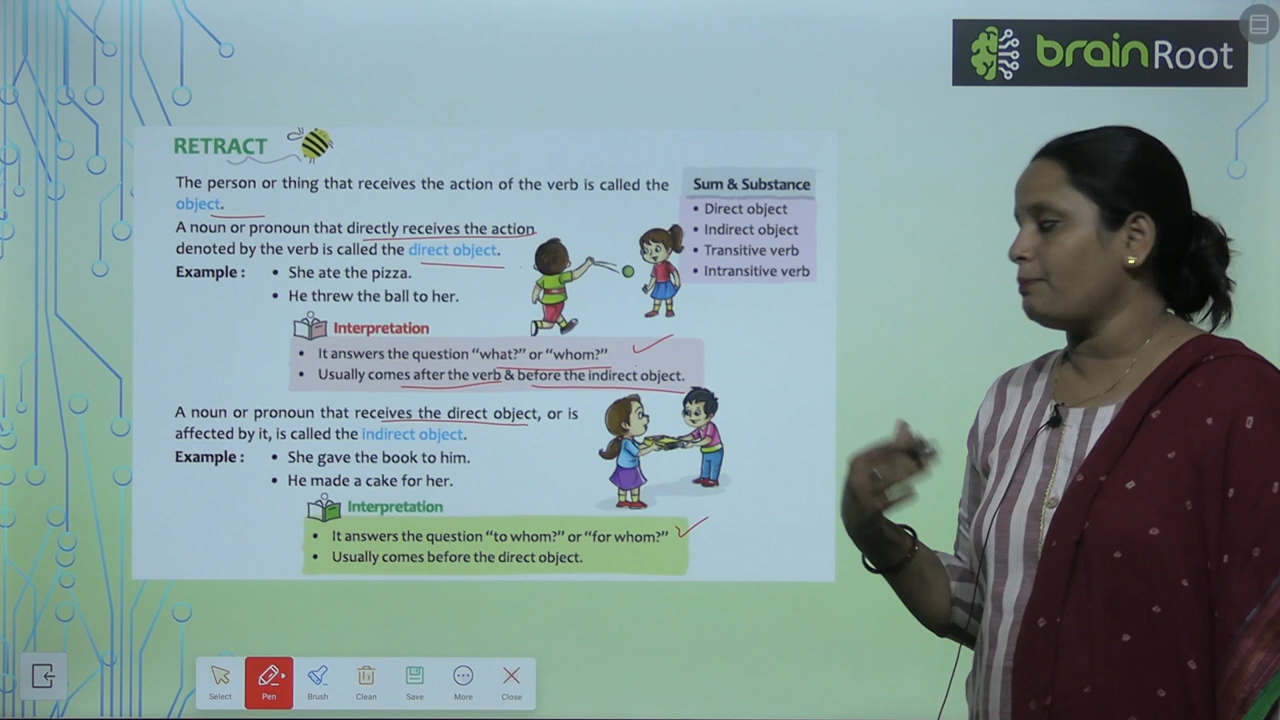 brainRoot
RETRACT
The person or thing that receives the action of the verb is called the
object.
A noun or pronoun that directly receives the action
denoted by the verb is called the direct object.
Example : • She ate the pizza.
• He threw the ball to her.
Interpretation
• It answers the question “what?” or “whom?”
• Usually comes after the verb & before the indirect object.
Sum & Substance
• Direct object
• Indirect object
• Transitive verb
• Intransitive verb
A noun or pronoun that receives the direct object, or is
affected by it, is called the indirect object.
Example : • She gave the book to him.
• He made a cake for her.
Interpretation
• It answers the question “to whom?” or “for whom?”
• Usually comes before the direct object.
Select Pen Brush Clean Save More Close